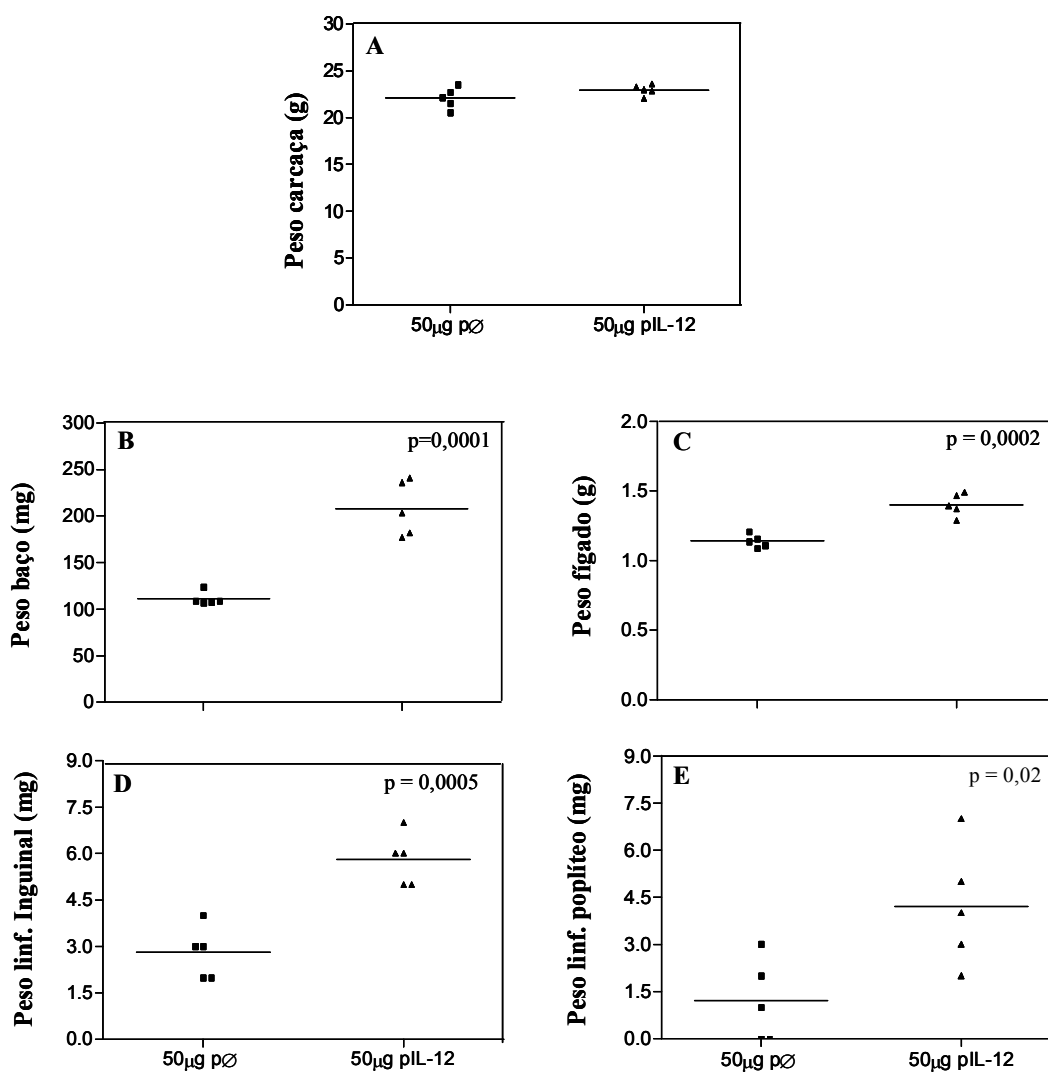 A
Peso carcaça (g)
30
25
20
15
10
5
0
50µg pØ
50µg pIL-12
B
p=0,0001
Peso baço (mg)
300
250
200
150
100
50
0
C
p = 0,0002
Peso fígado (g)
2.0
1.5
1.0
0.5
0.0
D
p = 0,0005
Peso linf. Inguinal (mg)
9.0
7.5
6.0
4.5
3.0
1.5
0.0
50µg pØ
50µg pIL-12
E
p = 0,02
Peso linf. poplíteo (mg)
9.0
7.5
6.0
4.5
3.0
1.5
0.0
50µg pØ
50µg pIL-12